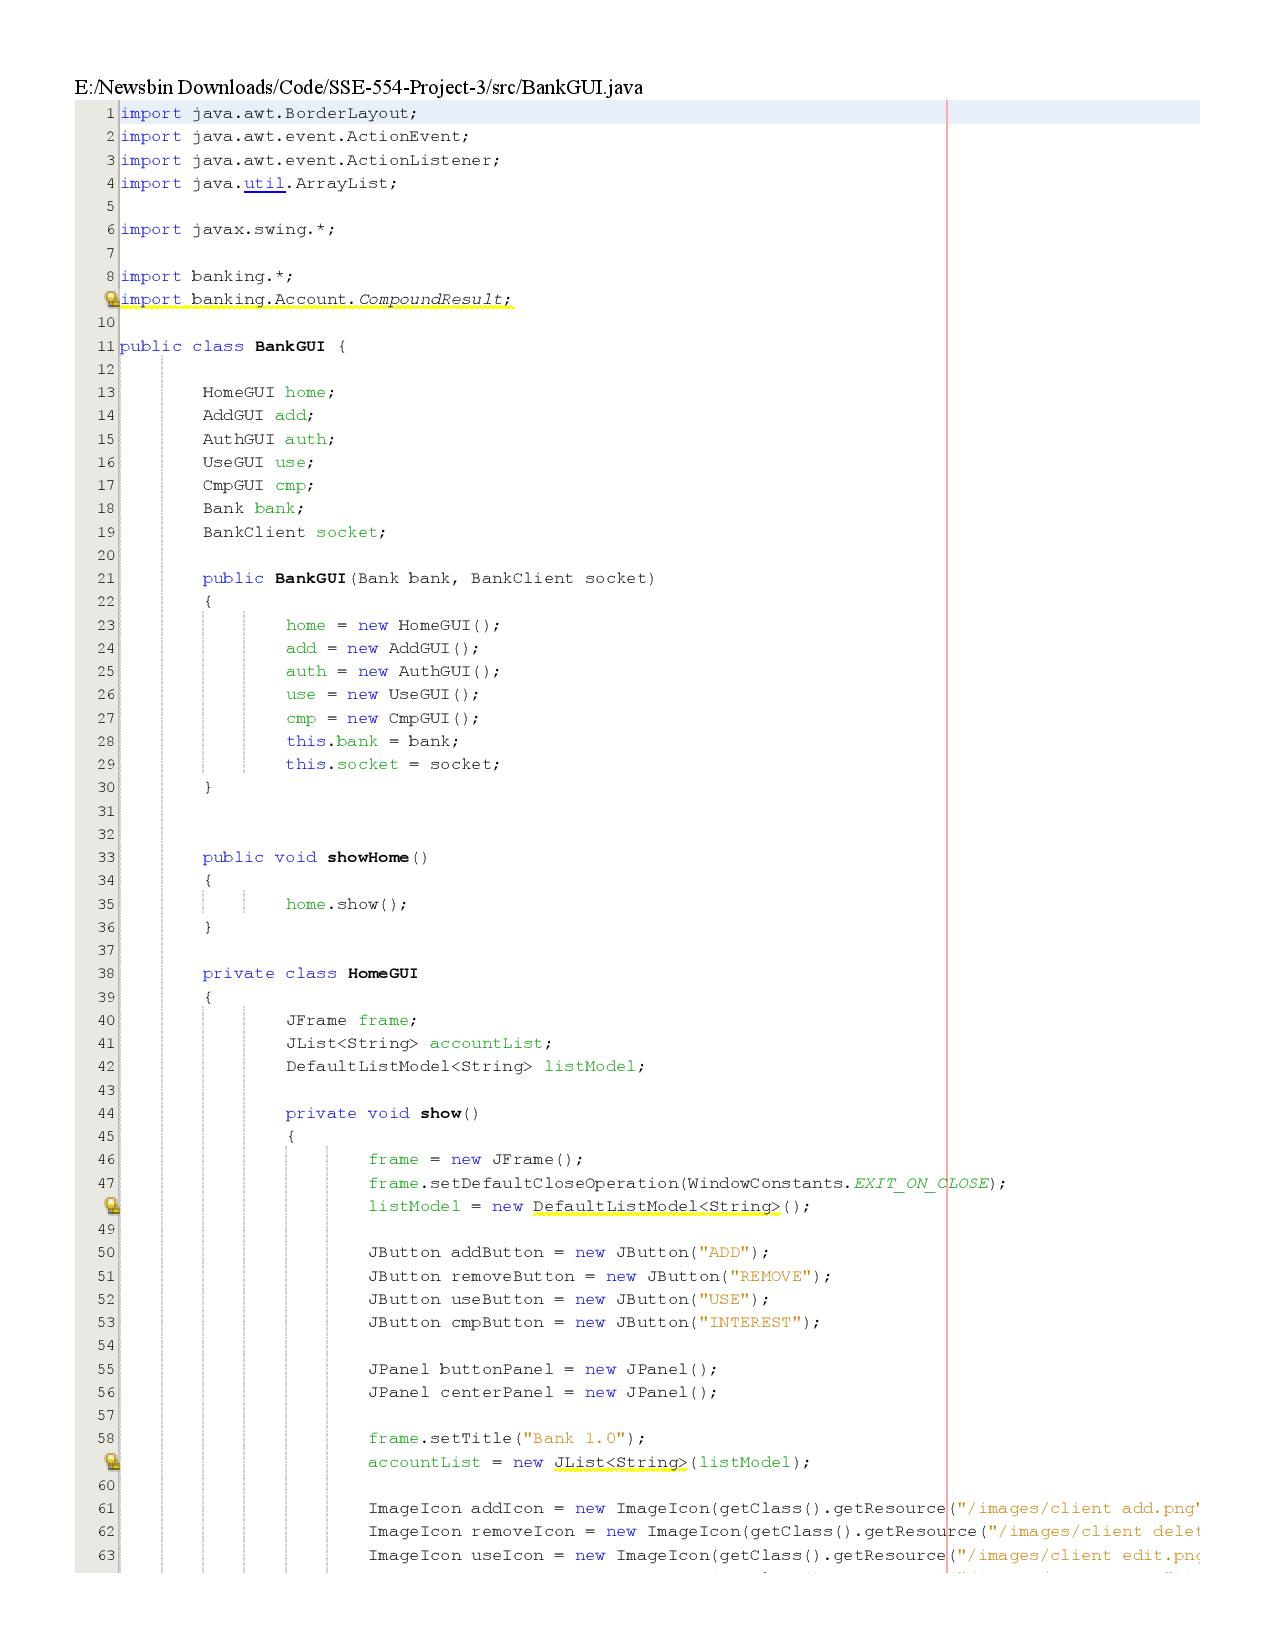 E:/Newsbin Downloads/Code/SSE-554-Project-3/src/BankGUI.java
1 import java.awt.BorderLayout;
2 import java.awt.event.ActionEvent;
3 import java.awt.event.ActionListener;
4 import java.util.ArrayList;
5
6 import javax.swing.*;
7
8 import banking.*;
import banking.Account.CompoundResult;
10
11 public class BankGUI {
12
13 HomeGUI home;
14 AddGUI add;
15 AuthGUI auth;
16 UseGUI use;
17 CmpGUI cmp;
18 Bank bank;
19 BankClient socket;
20
21 public BankGUI(Bank bank, BankClient socket)
22 {
23 home = new HomeGUI();
24 add = new AddGUI();
25 auth = new AuthGUI();
26 use = new UseGUI();
27 cmp = new CmpGUI();
28 this.bank = bank;
29 this.socket = socket;
30 }
31
32
33 public void showHome()
34 {
35 home.show();
36 }
37
38 private class HomeGUI
39 {
40 JFrame frame;
41 JList<String> accountList;
42 DefaultListModel<String> listModel;
43
44 private void show()
45 {
46 frame = new JFrame();
47 frame.setDefaultCloseOperation(WindowConstants.EXIT_ON_CLOSE);
listModel = new DefaultListModel<String>();
49
50 JButton addButton = new JButton("ADD");
51 JButton removeButton = new JButton("REMOVE");
52 JButton useButton = new JButton("USE");
53 JButton cmpButton = new JButton("INTEREST");
54
55 JPanel buttonPanel = new JPanel();
56 JPanel centerPanel = new JPanel();
57
58 frame.setTitle("Bank 1.0");
accountList = new JList<String>(listModel);
60
61 ImageIcon addIcon = new ImageIcon(getClass().getResource("/images/client add.png"
62 ImageIcon removeIcon = new ImageIcon(getClass().getResource("/images/client delet
63 ImageIcon useIcon = new ImageIcon(getClass().getResource("/images/client edit.png